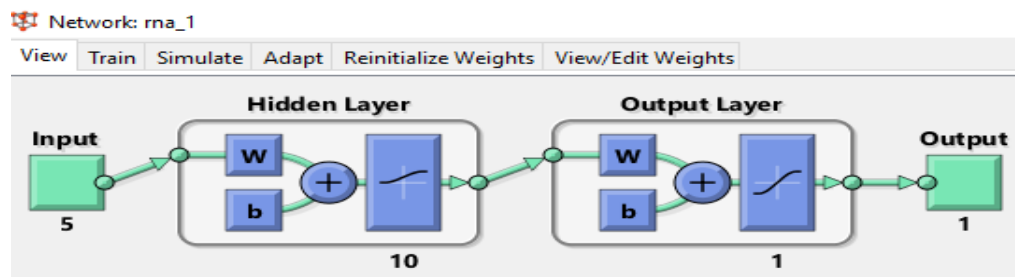 Network: rna_1
View Train Simulate Adapt Reinitialize Weights View/Edit Weights
Hidden Layer Output Layer
Input Output
W W
b b
5 1
10 1